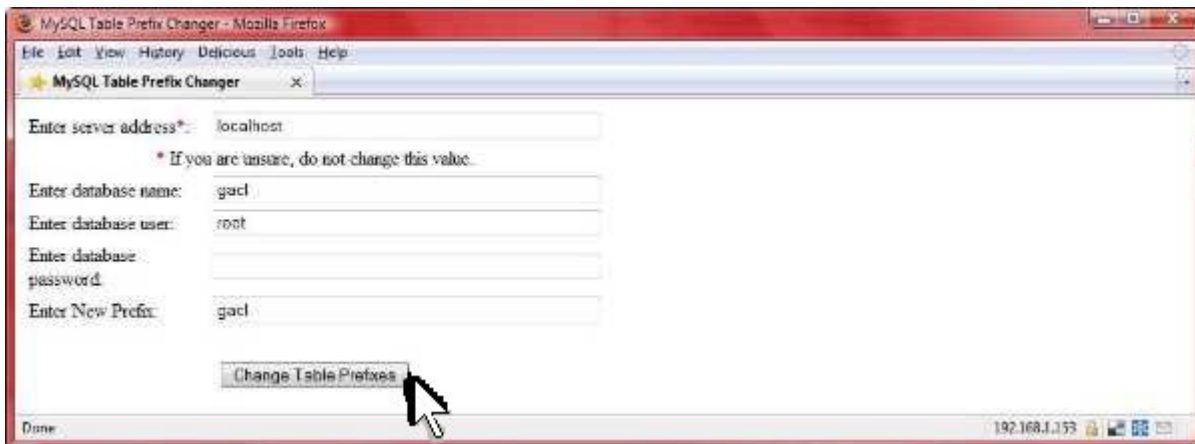 MySQL Table Prefix Changer - Mozilla Firefox
File Edit View History Delicious Tools Help
MySQL Table Prefix Changer
Enter server address*: localhost
* If you are unsure, do not change this value.
Enter database name: gacl
Enter database user: root
Enter database
password:
Enter New Prefix: gacl
Change Table Prefixes
Done 192.168.1.153